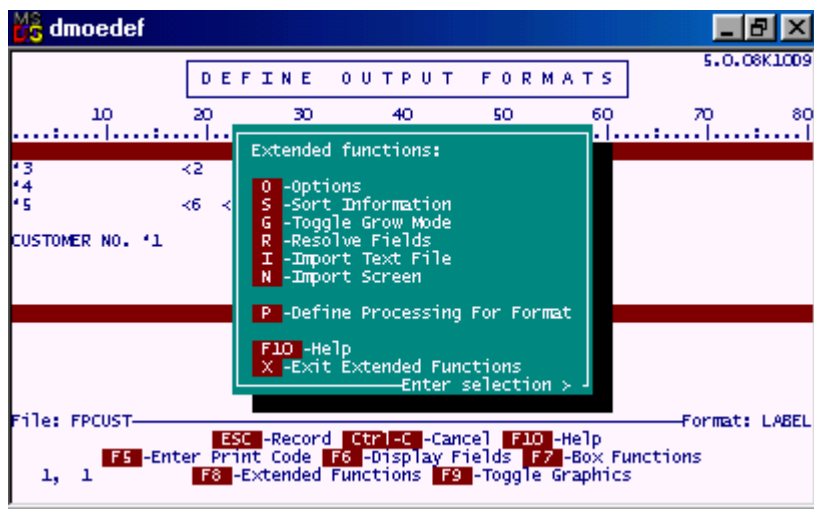 MS DOS dmoedef
5.0.08K1OD9
DEFINE OUTPUT FORMATS
10 20 30 40 50 60 70 80
....:....|....:....|.. .|....:....|....:....|
Extended functions:
*3 <2
*4
*5 <6 <
CUSTOMER NO. *1
O -Options
S -Sort Information
G -Toggle Grow Mode
R -Resolve Fields
I -Import Text File
N -Import Screen
P -Define Processing For Format
F10 -Help
X -Exit Extended Functions
Enter selection >
File: FPCUST Format: LABEL
ESC -Record Ctrl-C -Cancel F10 -Help
F5 -Enter Print Code F6 -Display Fields F7 -Box Functions
1, 1 F8 -Extended Functions F9 -Toggle Graphics